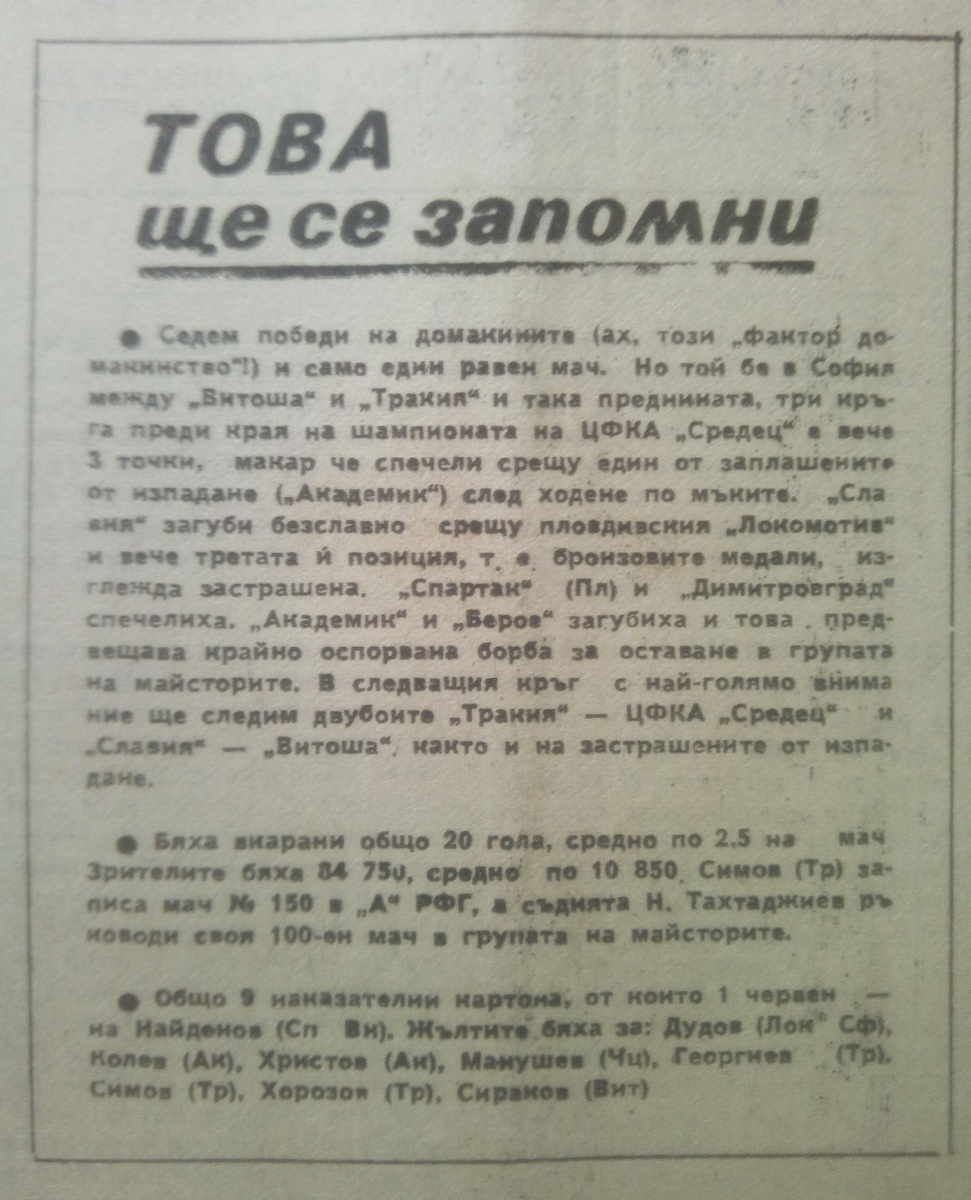 ТОВА
ще се запомни
● Седем победи на домакините (ах, този „фактор до-
макинство“!) и само един равен мач. Но той бе в София
между „Витоша“ и „Тракия“ и така преднината, три кръ-
га преди края на шампионата на ЦФКА „Средец“ е вече
3 точки, макар че спечели срещу един от заплашените
от изпадане („Академик“) след ходене по мъките. „Сла
вия“ загуби безславно срещу пловдивския „Локомотив“
и вече третата ѝ позиция, т. е. бронзовите медали, из-
глежда застрашена. „Спартак“ (Пл) и „Димитровград“
спечелиха. „Академик“ и „Берое“ загубиха и това пред-
вещава крайно оспорвана борба за оставане в групата
на майсторите. В следващия кръг с най-голямо внима
ние ще следим двубоите „Тракия“ — ЦФКА „Средец“ и
„Славия“ — „Витоша“, както и на застрашените от изпа-
дане.
● Бяха вкарани общо 20 гола, средно по 2.5 на мач
Зрителите бяха 84 750, средно по 10 850. Симов (Тр) за-
писа мач № 150 в „А“ РФГ, а съдията Н. Тахтаджиев ръ
ководи своя 100-ен мач в групата на майсторите.
● Общо 9 наказателни картона, от които 1 червен —
на Найденов (Сп Вн). Жълтите бяха за: Дудов (Лок Сф),
Колев (Ак), Христов (Ак), Манушев (Чц), Георгиев (Тр),
Симов (Тр), Хорозов (Тр), Сираков (Вит)